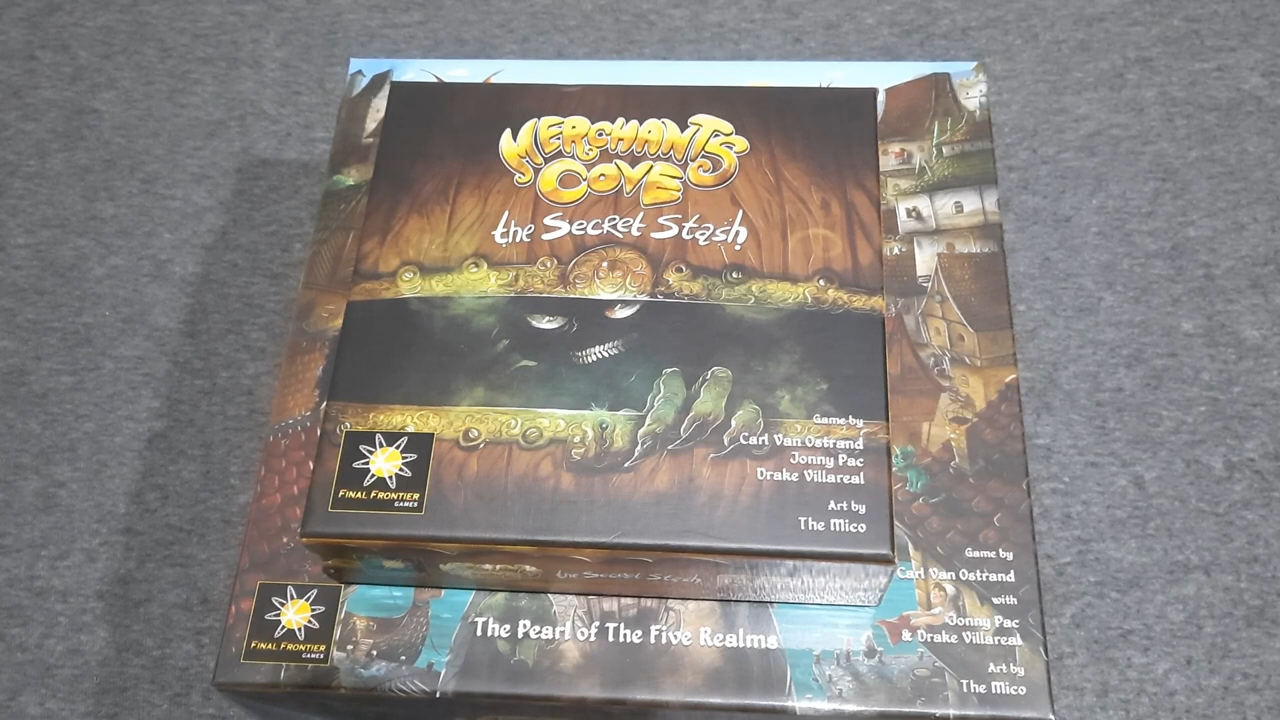 MERCHANTS
COVE
the Secret Stash
Game by
Carl Van Ostrand
Jonny Pac
Drake Villareal
Art by
The Mico
FINAL FRONTIER
GAMES
the Secret Stash
The Pearl of The Five Realms
Game by
Carl Van Ostrand
with
Jonny Pac
& Drake Villareal
Art by
The Mico
FINAL FRONTIER
GAMES